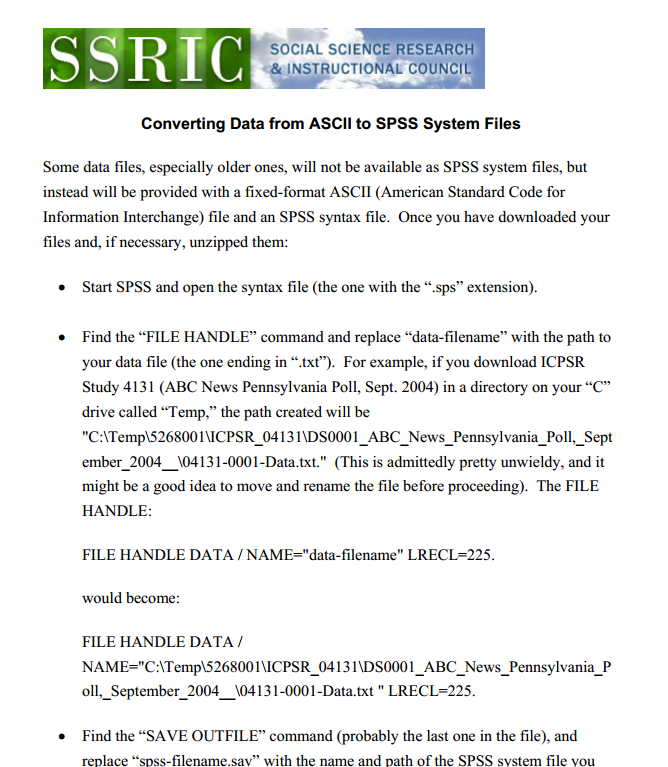 SSRIC SOCIAL SCIENCE RESEARCH
& INSTRUCTIONAL COUNCIL
Converting Data from ASCII to SPSS System Files
Some data files, especially older ones, will not be available as SPSS system files, but
instead will be provided with a fixed-format ASCII (American Standard Code for
Information Interchange) file and an SPSS syntax file.  Once you have downloaded your
files and, if necessary, unzipped them:
• Start SPSS and open the syntax file (the one with the “.sps” extension).
• Find the “FILE HANDLE” command and replace “data-filename” with the path to
your data file (the one ending in “.txt”).  For example, if you download ICPSR
Study 4131 (ABC News Pennsylvania Poll, Sept. 2004) in a directory on your “C”
drive called “Temp,” the path created will be
"C:\Temp\5268001\ICPSR_04131\DS0001_ABC_News_Pennsylvania_Poll,_Sept
ember_2004__\04131-0001-Data.txt."  (This is admittedly pretty unwieldy, and it
might be a good idea to move and rename the file before proceeding).  The FILE
HANDLE:
FILE HANDLE DATA / NAME="data-filename" LRECL=225.
would become:
FILE HANDLE DATA /
NAME="C:\Temp\5268001\ICPSR_04131\DS0001_ABC_News_Pennsylvania_P
oll,_September_2004__\04131-0001-Data.txt " LRECL=225.
• Find the “SAVE OUTFILE” command (probably the last one in the file), and
replace “spss-filename.sav” with the name and path of the SPSS system file you